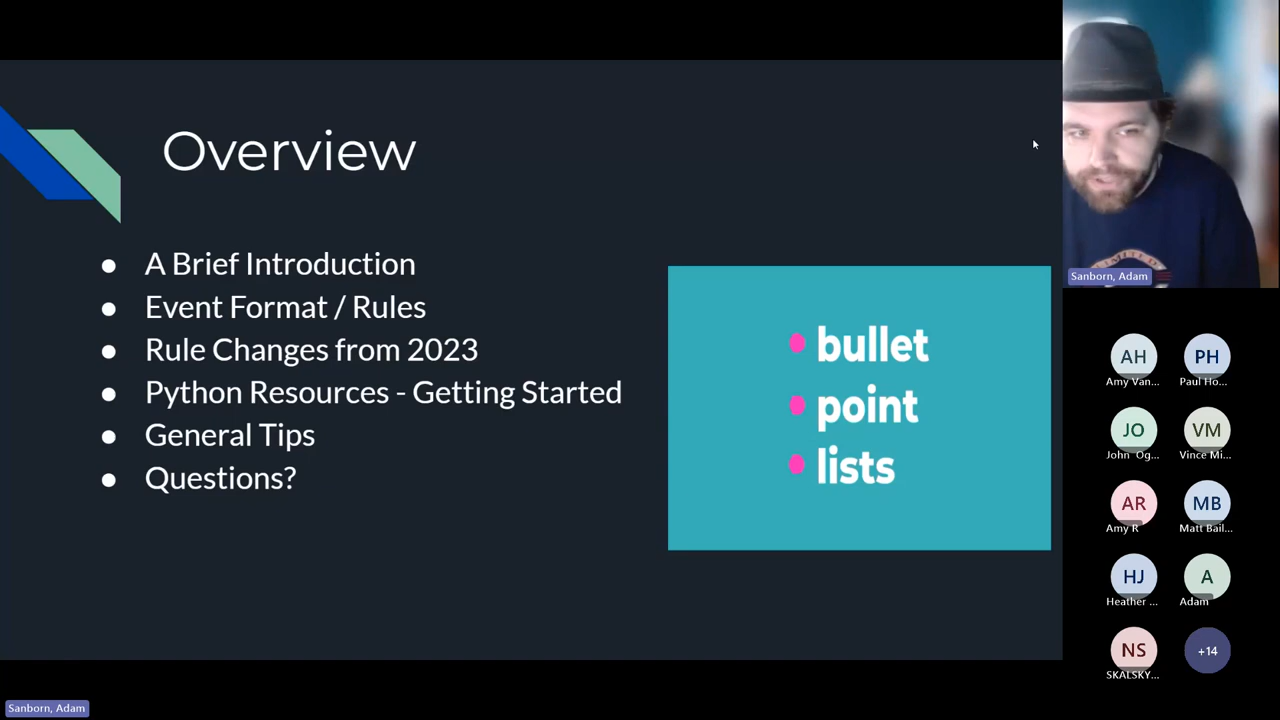 Overview
● A Brief Introduction
● Event Format / Rules
● Rule Changes from 2023
● Python Resources - Getting Started
● General Tips
● Questions?
• bullet
• point
• lists
Sanborn, Adam
AH PH
Amy Van... Paul Ho...
JO VM
John Og... Vince Mi...
AR MB
Amy R Matt Bail...
HJ A
Heather ... Adam
NS +14
SKALSKY...
Sanborn, Adam